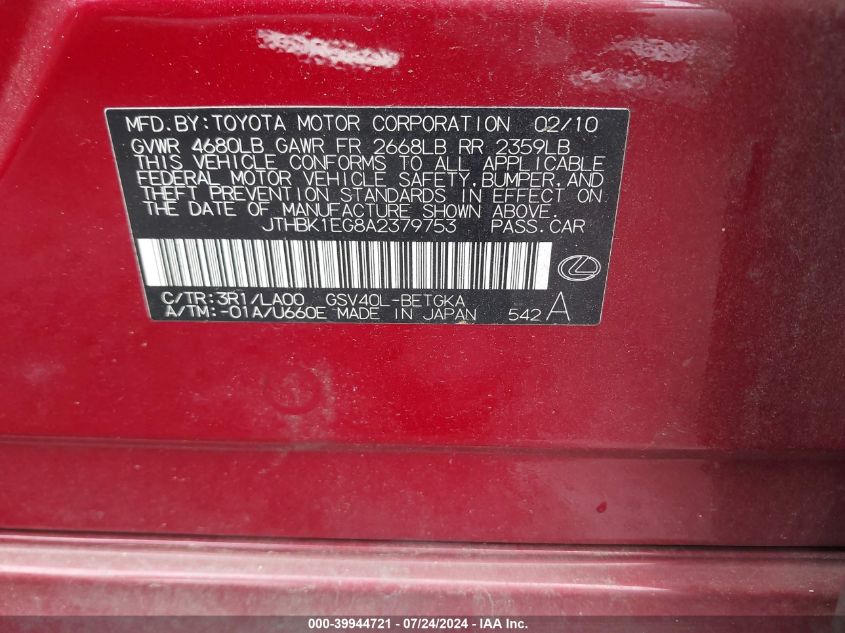 MFD.BY:TOYOTA MOTOR CORPORATION 02/10
GVWR 4680LB GAWR FR 2668LB RR 2359LB
THIS VEHICLE CONFORMS TO ALL APPLICABLE
FEDERAL MOTOR VEHICLE SAFETY,BUMPER,AND
THEFT PREVENTION STANDARDS IN EFFECT ON
THE DATE OF MANUFACTURE SHOWN ABOVE.
JTHBK1EG8A2379753 PASS.CAR
C/TR:3R1/LA00 GSV40L-BETGKA
A/TM:-01A/U660E MADE IN JAPAN 542 A
000-39944721 - 07/24/2024 - IAAI Inc.